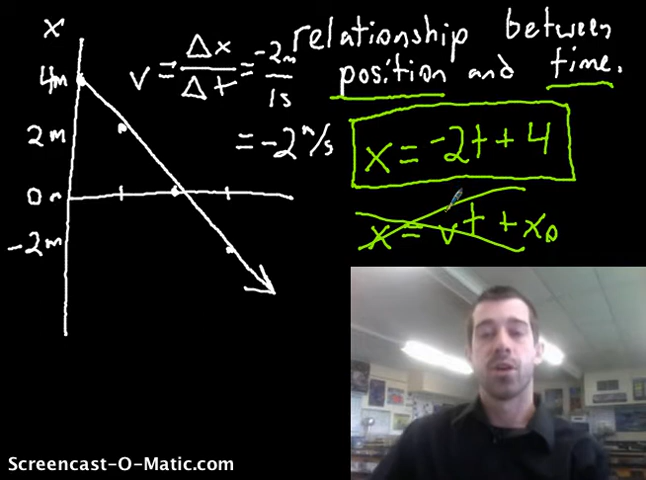 x
4m
2m
0m
-2m
v = Δx/Δt = -2m/1s
= -2 m/s
relationship between
position and time.
x = -2t + 4
x = vt + x₀
Screencast-O-Matic.com